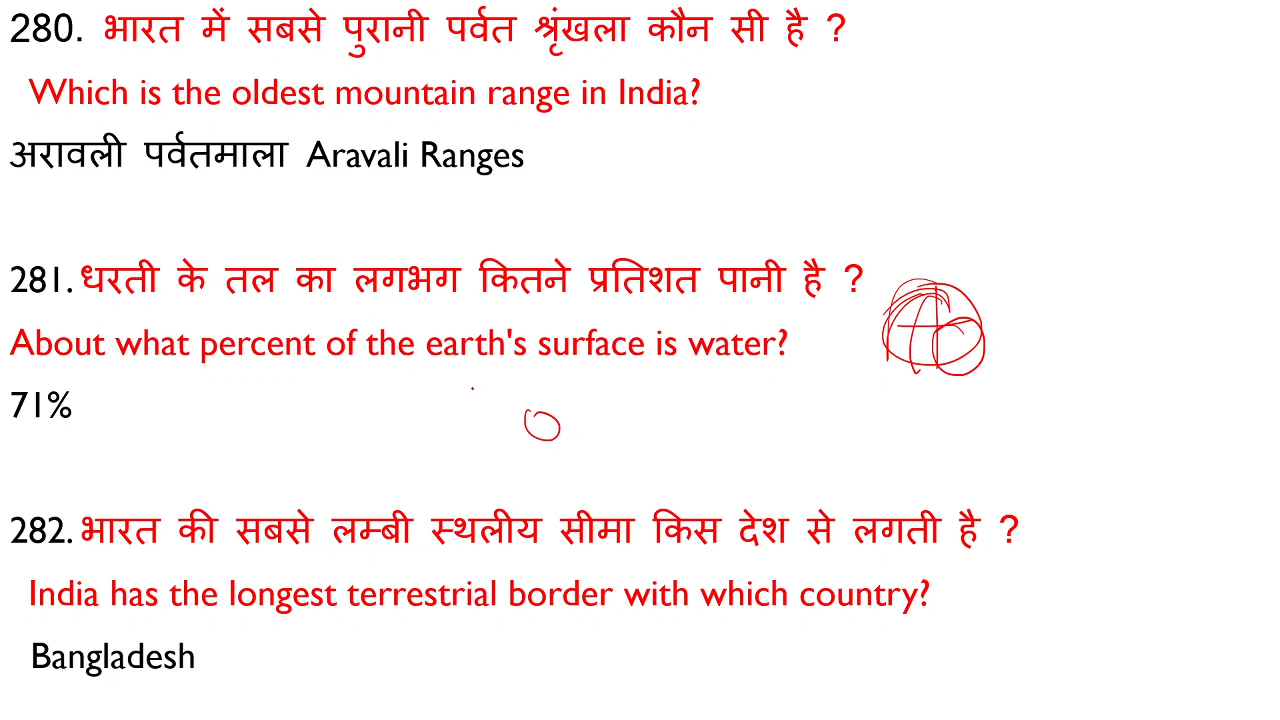 280. भारत में सबसे पुरानी पर्वत श्रृंखला कौन सी है ?
Which is the oldest mountain range in India?
अरावली पर्वतमाला Aravali Ranges
281. धरती के तल का लगभग कितने प्रतिशत पानी है ?
About what percent of the earth's surface is water?
71%
282. भारत की सबसे लम्बी स्थलीय सीमा किस देश से लगती है ?
India has the longest terrestrial border with which country?
Bangladesh